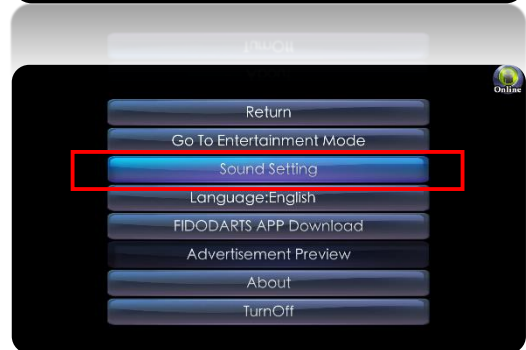 Online
Return
Go To Entertainment Mode
Sound Setting
Language:English
FIDODARTS APP Download
Advertisement Preview
About
TurnOff